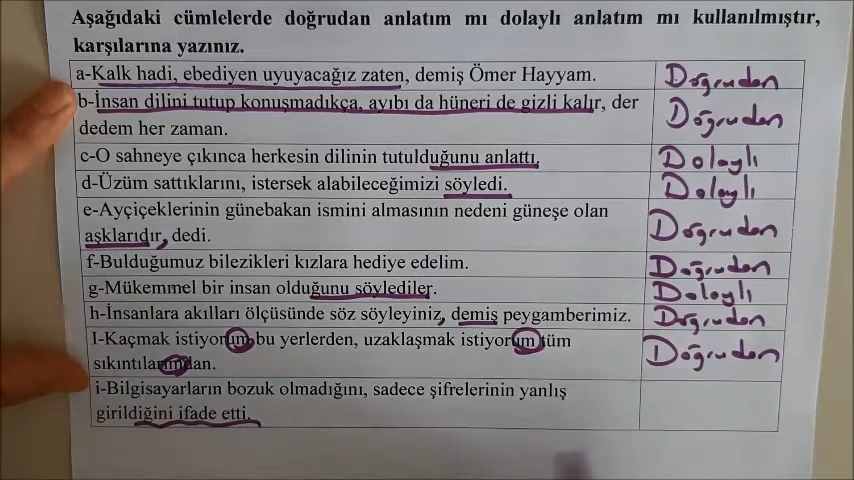 Aşağıdaki cümlelerde doğrudan anlatım mı dolaylı anlatım mı kullanılmıştır,
karşılarına yazınız.
a-Kalk hadi, ebediyen uyuyacağız zaten, demiş Ömer Hayyam. Doğrudan
b-İnsan dilini tutup konuşmadıkça, ayıbı da hüneri de gizli kalır, der
dedem her zaman. Doğrudan
c-O sahneye çıkınca herkesin dilinin tutulduğunu anlattı. Dolaylı
d-Üzüm sattıklarını, istersek alabileceğimizi söyledi. Dolaylı
e-Ayçiçeklerinin günebakan ismini almasının nedeni güneşe olan
aşklarıdır, dedi. Doğrudan
f-Bulduğumuz bilezikleri kızlara hediye edelim. Doğrudan
g-Mükemmel bir insan olduğunu söylediler. Dolaylı
h-İnsanlara akılları ölçüsünde söz söyleyiniz, demiş peygamberimiz. Doğrudan
I-Kaçmak istiyorum bu yerlerden, uzaklaşmak istiyorum tüm
sıkıntılarımdan. Doğrudan
i-Bilgisayarların bozuk olmadığını, sadece şifrelerinin yanlış
girildiğini ifade etti.